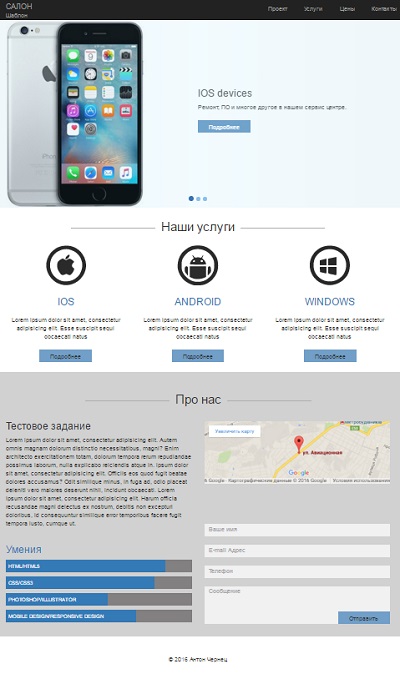 САЛОН
Шаблон
Проект Услуги Цены Контакты
IOS devices
Ремонт, ПО и многое другое в нашем сервис центре.
Подробнее
Наши услуги
IOS
ANDROID
WINDOWS
Lorem ipsum dolor sit amet, consectetur
adipisicing elit. Esse suscipit sequi
occaecati natus
Lorem ipsum dolor sit amet, consectetur
adipisicing elit. Esse suscipit sequi
occaecati natus
Lorem ipsum dolor sit amet, consectetur
adipisicing elit. Esse suscipit sequi
occaecati natus
Подробнее
Подробнее
Подробнее
Про нас
Тестовое задание
Lorem ipsum dolor sit amet, consectetur adipisicing elit. Autem
omnis magnam dolorum distinctio necessitatibus, magni? Enim
architecto exercitationem totam, dolorum tempora rerum repudiandae
possimus laborum, nulla explicabo reiciendis atque in. Ipsum dolor
sit amet, consectetur adipisicing elit. Officiis eos quod fugit beatae
dolores accusamus? Odit similique minus, in fuga ad, odio placeat
deleniti vero maiores deserunt nihil, incidunt occaecati. Lorem
ipsum dolor sit amet, consectetur adipisicing elit. Harum officia
recusandae magni delectus ex nostrum, debitis non excepturi
doloribus, id consequuntur similique error temporibus facere fugit
tempora iusto, cumque ut.
Увеличить карту
ул. Авиационная
Google
Картографические данные © 2016 Google Условия использования
Умения
HTML/HTML5
CSS/CSS3
PHOTOSHOP/ILLUSTRATOR
MOBILE DESIGN/RESPONSIVE DESIGN
Ваше имя
E-mail Адрес
Телефон
Сообщение
Отправить
© 2016 Антон Чернец